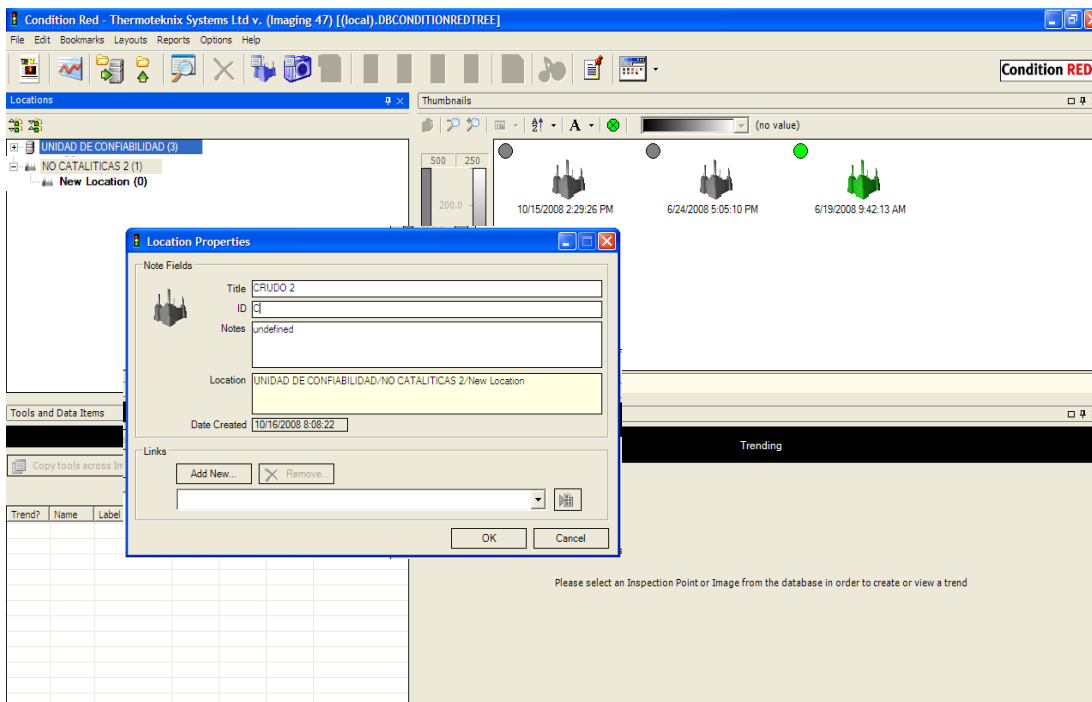 Condition Red - Thermoteknix Systems Ltd v. (Imaging 47) [(local).DBCONDITIONREDTREE]
File Edit Bookmarks Layouts Reports Options Help
Condition RED
Locations
Thumbnails
(no value)
UNIDAD DE CONFIABILIDAD (3)
NO CATALITICAS 2 (1)
New Location (0)
500 250
200.0
10/15/2008 2:29:26 PM 6/24/2008 5:05:10 PM 6/19/2008 9:42:13 AM
Location Properties
Note Fields
Title CRUDO 2
ID C
Notes undefined
Location UNIDAD DE CONFIABILIDAD/NO CATALITICAS 2/New Location
Date Created 10/16/2008 8:08:22
Links
Add New... Remove...
OK Cancel
Tools and Data Items
Copy tools across Im
Trend? Name Label
Trending
Please select an Inspection Point or Image from the database in order to create or view a trend